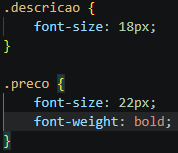 .descricao {
    font-size: 18px;
}

.preco {
    font-size: 22px;
    font-weight: bold;
}